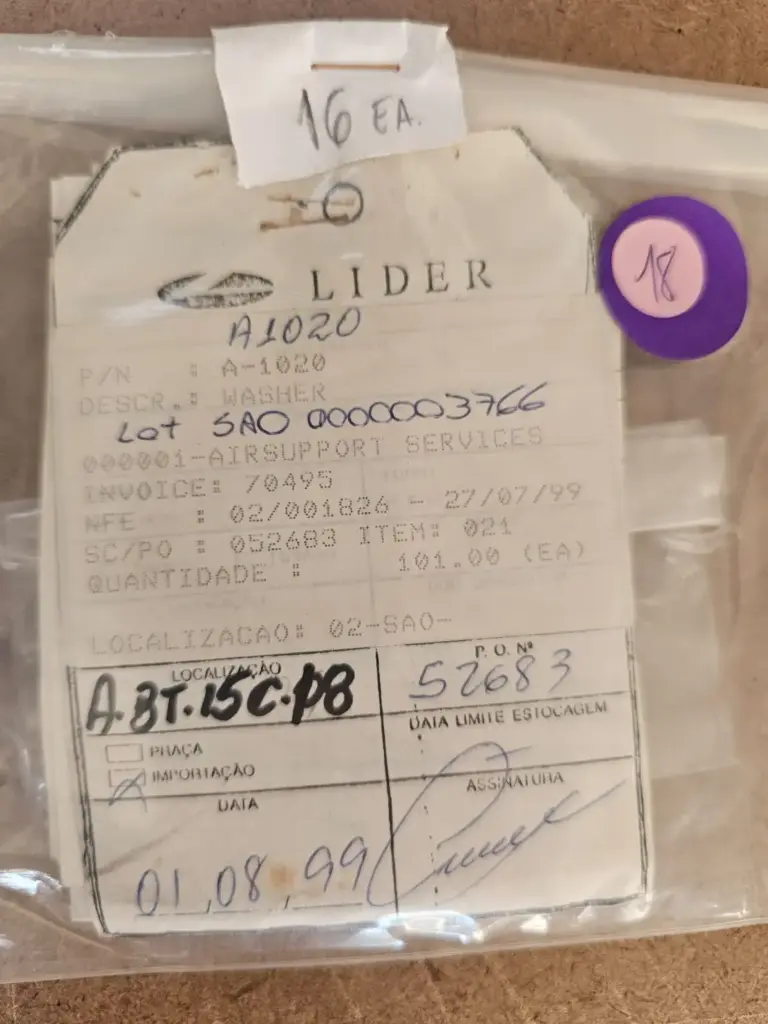 16 EA.
LIDER
18
A1020
P/N : A-1020
DESCR.: WASHER
Lot SAO 0000003766
000001-AIRSUPPORT SERVICES
INVOICE: 70495
NFE : 02/001826 - 27/07/99
SC/PO : 052683 ITEM: 021
QUANTIDADE : 101.00 (EA)
LOCALIZACAO: 02-SAO-
LOCALIZAÇÃO
A.BT.15C.P8
P. O. Nº
52683
DATA LIMITE ESTOCAGEM
PRAÇA
IMPORTAÇÃO
DATA
01,08,99
ASSINATURA